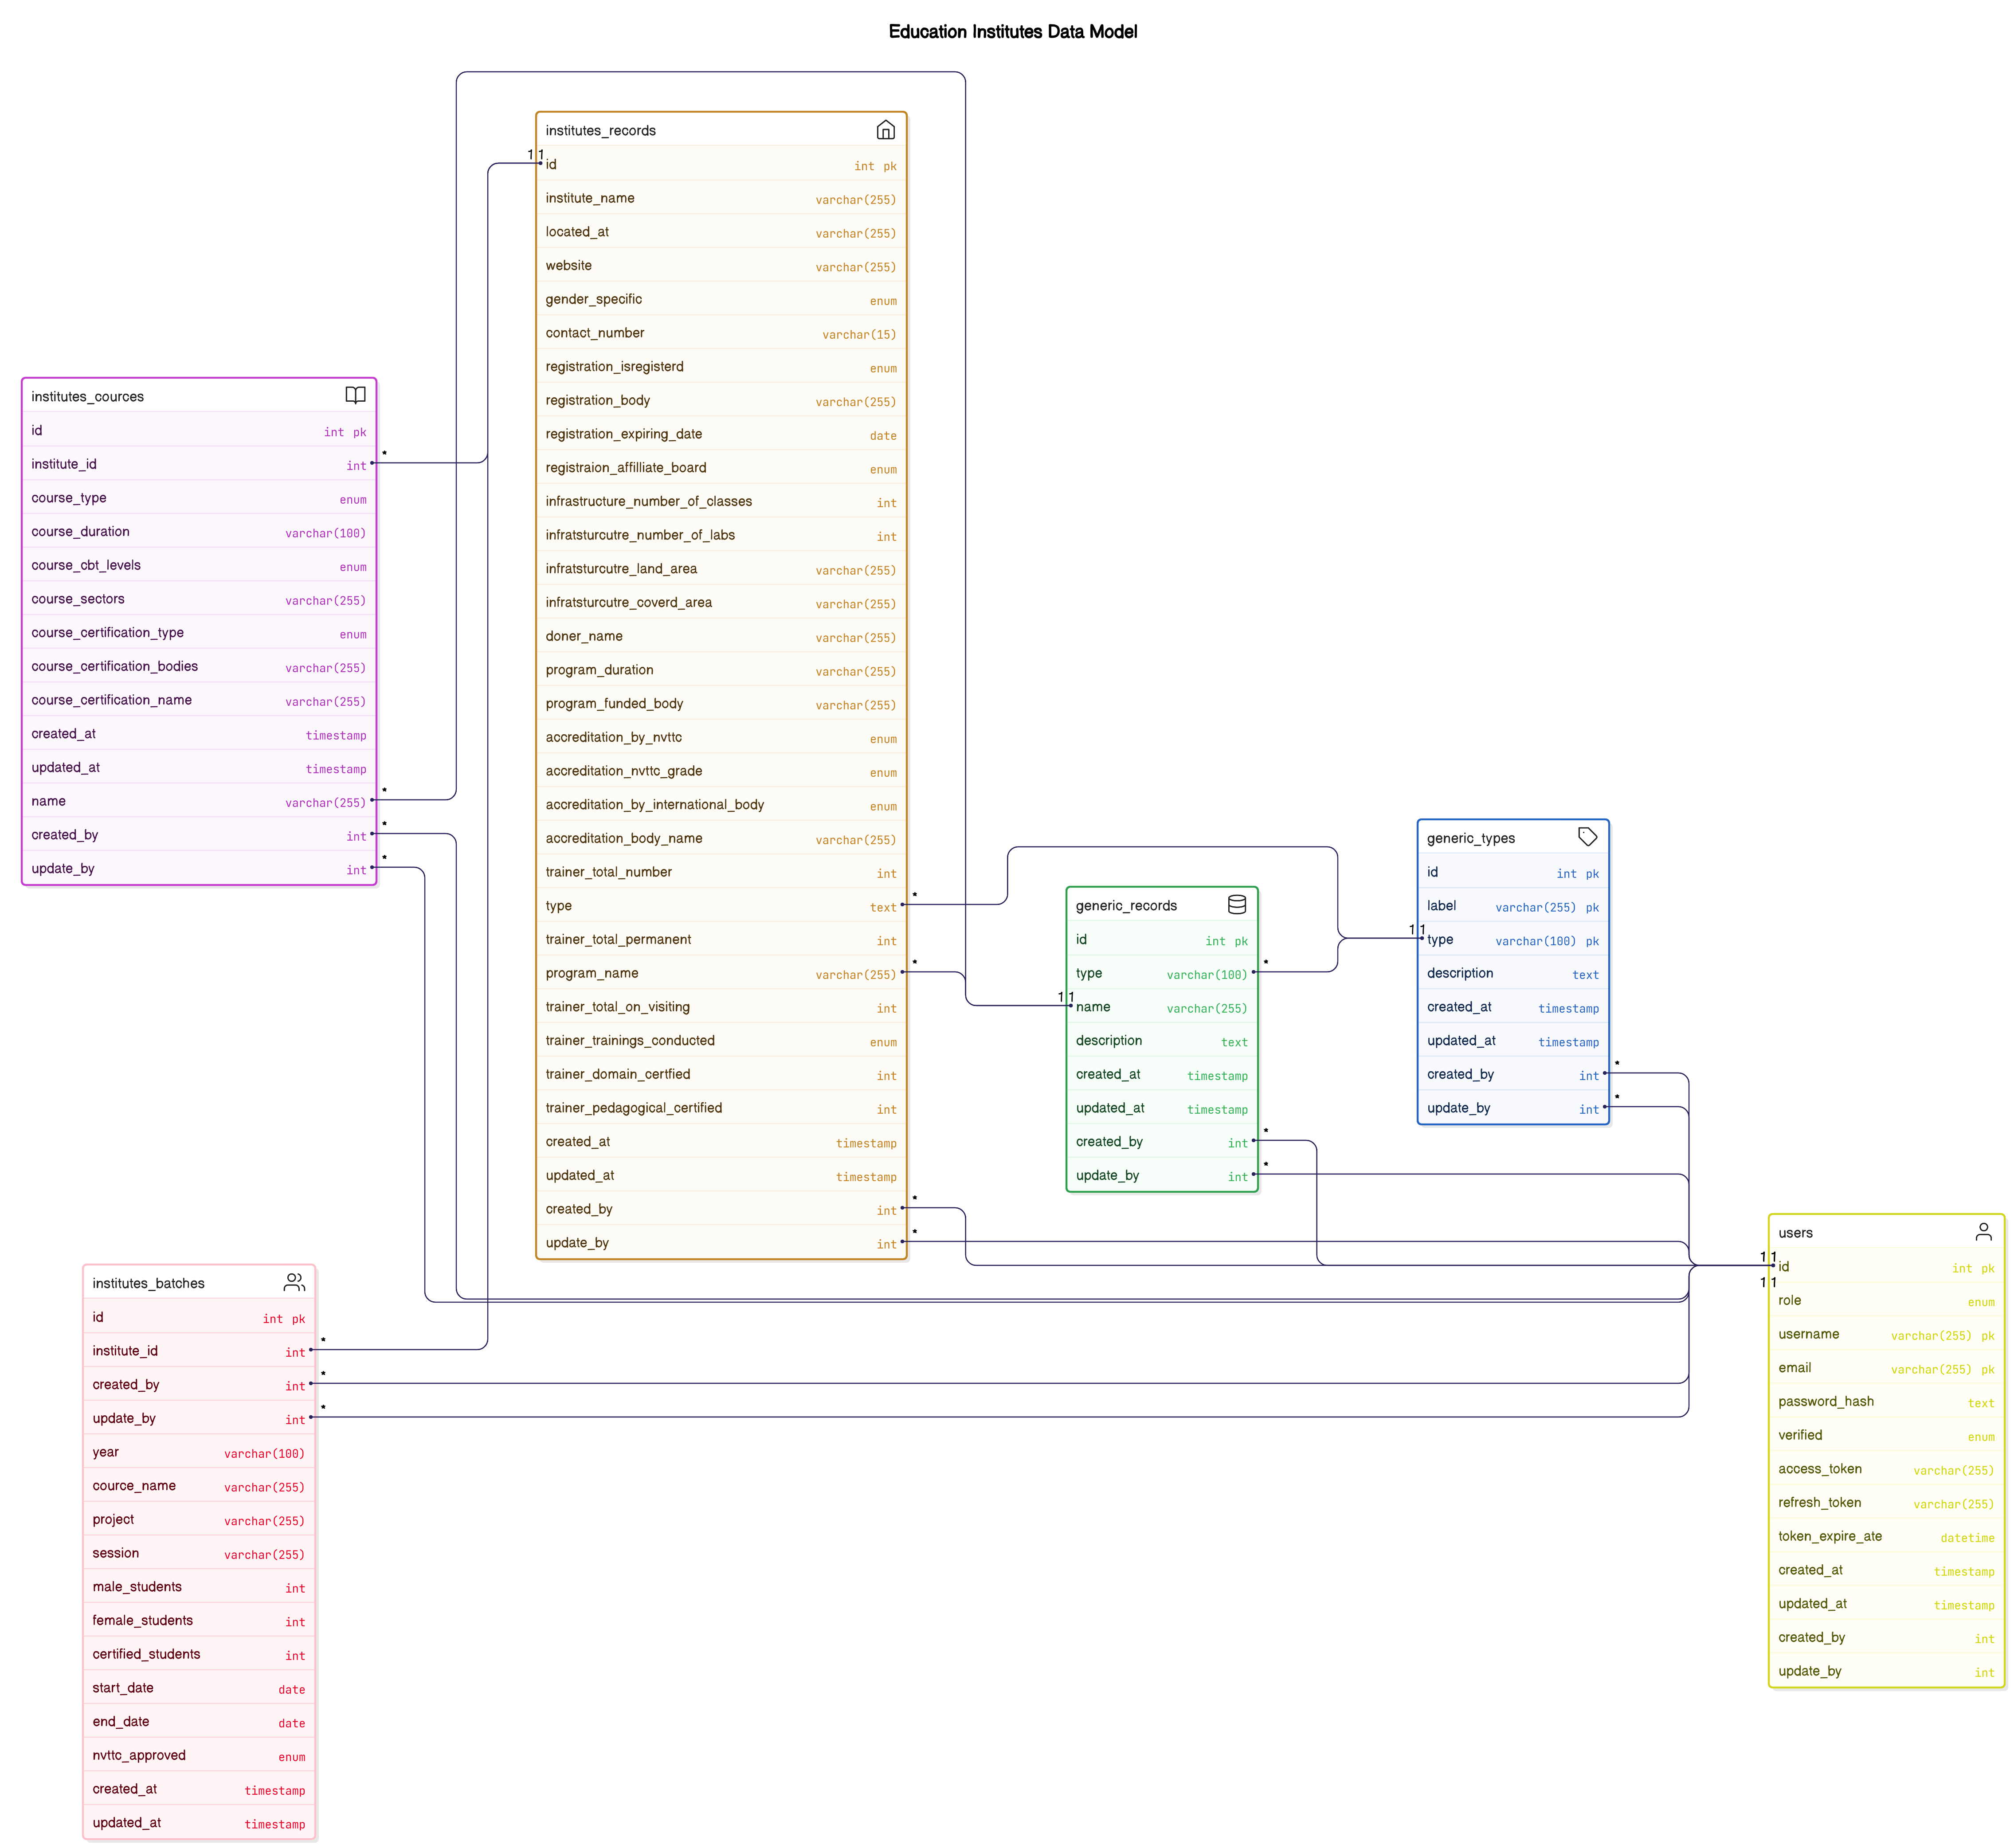 Education Institutes Data Model
institutes_records
1 1
id int pk
institute_name varchar(255)
located_at varchar(255)
website varchar(255)
gender_specific enum
contact_number varchar(15)
registration_isregisterd enum
registration_body varchar(255)
registration_expiring_date date
registraion_affilliate_board enum
infrastructure_number_of_classes int
infratsturcutre_number_of_labs int
infratsturcutre_land_area varchar(255)
infratsturcutre_coverd_area varchar(255)
doner_name varchar(255)
program_duration varchar(255)
program_funded_body varchar(255)
accreditation_by_nvttc enum
accreditation_nvttc_grade enum
accreditation_by_international_body enum
accreditation_body_name varchar(255)
trainer_total_number int
type text *
trainer_total_permanent int
program_name varchar(255) *
trainer_total_on_visiting int
trainer_trainings_conducted enum
trainer_domain_certfied int
trainer_pedagogical_certified int
created_at timestamp
updated_at timestamp
created_by int *
update_by int *
institutes_cources
id int pk
institute_id int *
course_type enum
course_duration varchar(100)
course_cbt_levels enum
course_sectors varchar(255)
course_certification_type enum
course_certification_bodies varchar(255)
course_certification_name varchar(255)
created_at timestamp
updated_at timestamp
name varchar(255) *
created_by int *
update_by int *
generic_types
id int pk
label varchar(255) pk
1 1
type varchar(100) pk
description text
created_at timestamp
updated_at timestamp
created_by int *
update_by int *
generic_records
id int pk
type varchar(100) *
1 1
name varchar(255)
description text
created_at timestamp
updated_at timestamp
created_by int *
update_by int *
users
1 1
id int pk
1 1
role enum
username varchar(255) pk
email varchar(255) pk
password_hash text
verified enum
access_token varchar(255)
refresh_token varchar(255)
token_expire_ate datetime
created_at timestamp
updated_at timestamp
created_by int
update_by int
institutes_batches
id int pk
institute_id int *
created_by int *
update_by int *
year varchar(100)
cource_name varchar(255)
project varchar(255)
session varchar(255)
male_students int
female_students int
certified_students int
start_date date
end_date date
nvttc_approved enum
created_at timestamp
updated_at timestamp